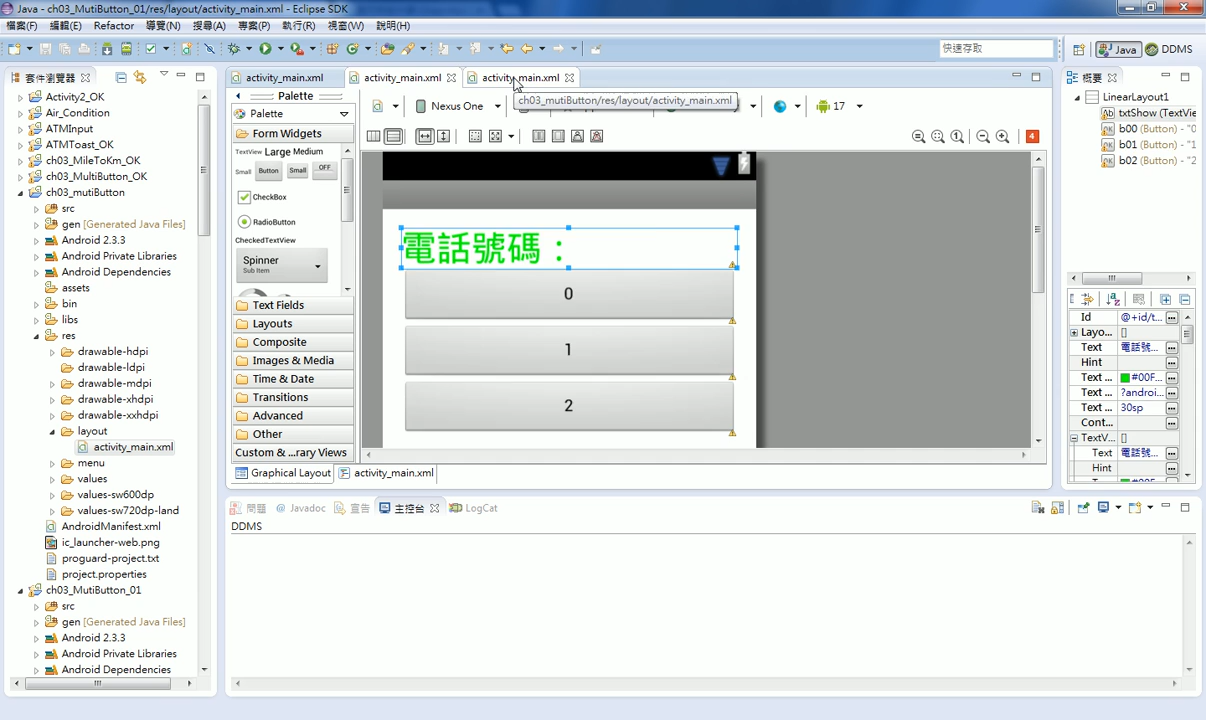 Java - ch03_MutiButton_01/res/layout/activity_main.xml - Eclipse SDK
檔案(F) 編輯(E) Refactor 導覽(N) 搜尋(A) 專案(P) 執行(R) 視窗(W) 說明(H)
快速存取
Java
DDMS
套件瀏覽器
Activity2_OK
Air_Condition
ATMInput
ATMToast_OK
ch03_MileToKm_OK
ch03_MultiButton_OK
ch03_mutiButton
src
gen [Generated Java Files]
Android 2.3.3
Android Private Libraries
Android Dependencies
assets
bin
libs
res
drawable-hdpi
drawable-ldpi
drawable-mdpi
drawable-xhdpi
drawable-xxhdpi
layout
activity_main.xml
menu
values
values-sw600dp
values-sw720dp-land
AndroidManifest.xml
ic_launcher-web.png
proguard-project.txt
project.properties
ch03_MutiButton_01
src
gen [Generated Java Files]
Android 2.3.3
Android Private Libraries
Android Dependencies
activity_main.xml
activity_main.xml
activity_main.xml
ch03_mutiButton/res/layout/activity_main.xml
Palette
Palette
Form Widgets
TextView Large Medium
Small Button Small OFF
CheckBox
RadioButton
CheckedTextView
Spinner
Sub Item
Text Fields
Layouts
Composite
Images & Media
Time & Date
Transitions
Advanced
Other
Custom & ...rary Views
Nexus One
17
4
電話號碼：
0
1
2
Graphical Layout
activity_main.xml
問題
Javadoc
宣告
主控台
LogCat
DDMS
概要
LinearLayout1
txtShow (TextVie
b00 (Button) - "0
b01 (Button) - "1
b02 (Button) - "2
Id @+id/t...
Layo... []
Text 電話號...
Hint
Text ... #00F...
Text ... ?androi...
Text ... 30sp
Cont...
TextV... []
Text 電話號...
Hint